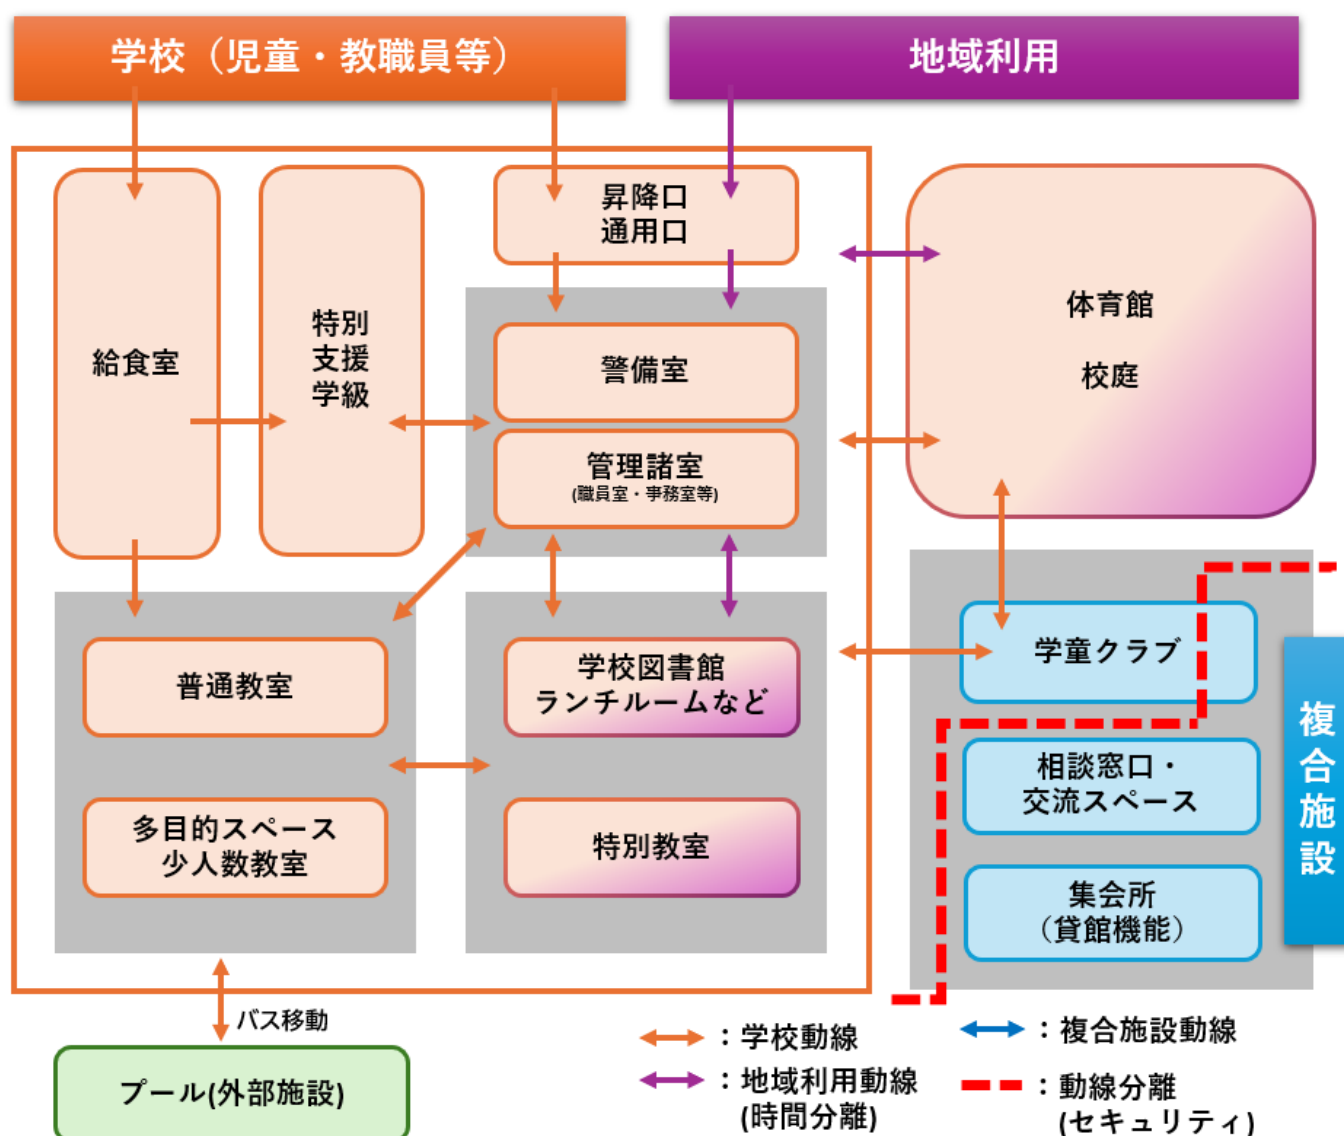 学校（児童・教職員等）
地域利用
給食室
特別
支援
学級
昇降口
通用口
警備室
管理諸室
(職員室・事務室等)
体育館
校庭
普通教室
多目的スペース
少人数教室
学校図書館
ランチルームなど
特別教室
学童クラブ
相談窓口・
交流スペース
集会所
（貸館機能）
複
合
施
設
バス移動
プール(外部施設)
：学校動線
：地域利用動線
(時間分離)
：複合施設動線
：動線分離
(セキュリティ)